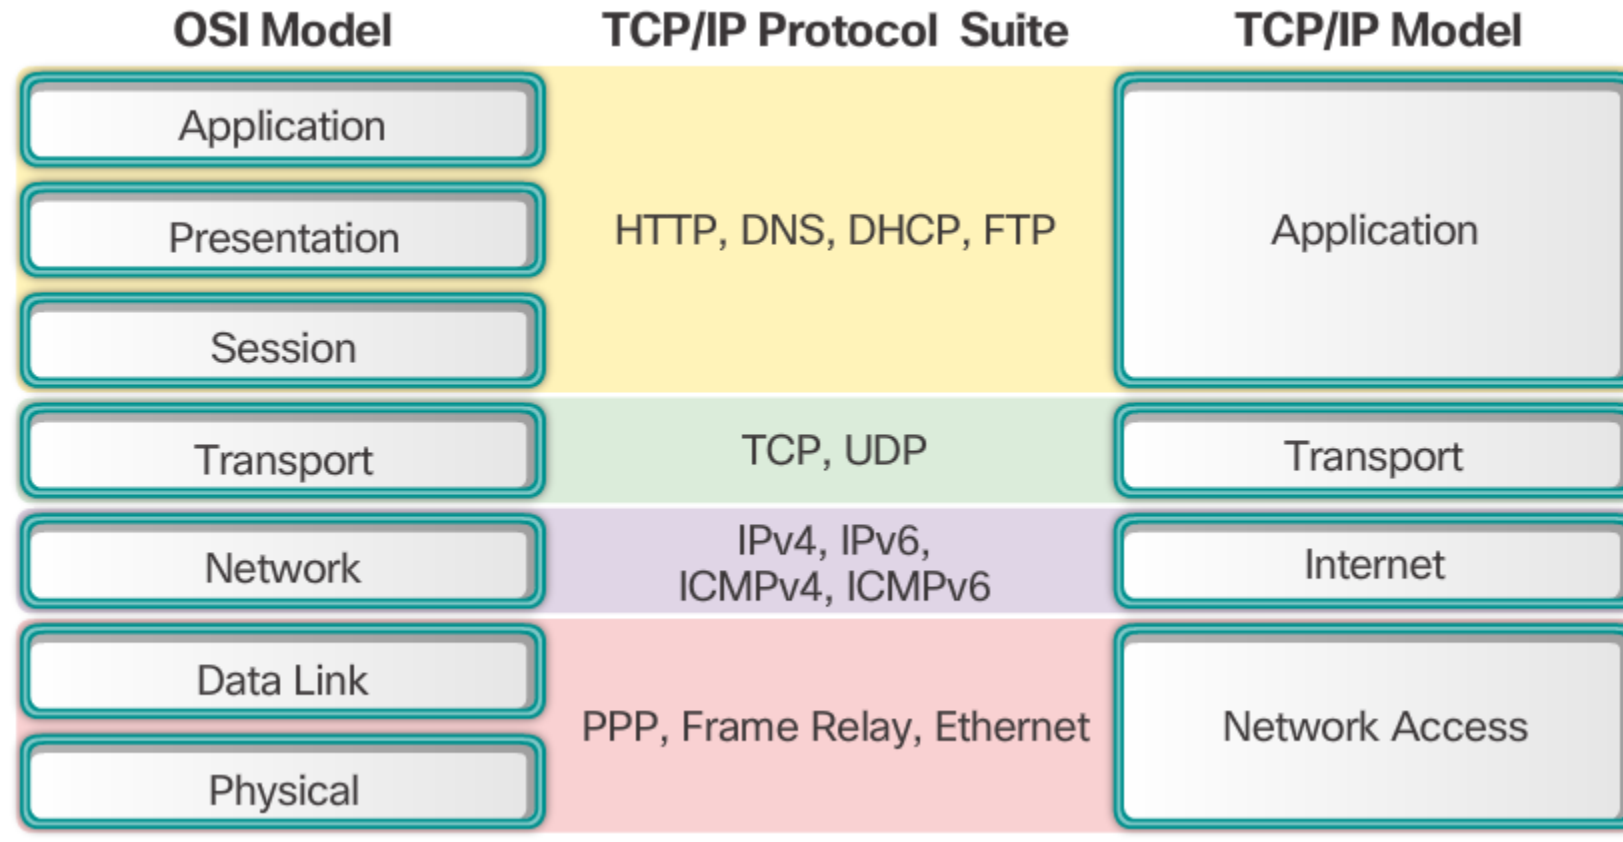 OSI Model TCP/IP Protocol Suite TCP/IP Model
Application
Presentation
Session
HTTP, DNS, DHCP, FTP
Application
Transport
TCP, UDP
Transport
Network
IPv4, IPv6,
ICMPv4, ICMPv6
Internet
Data Link
Physical
PPP, Frame Relay, Ethernet
Network Access